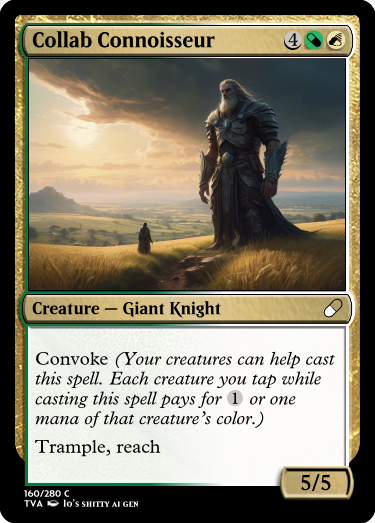 Collab Connoisseur 4
Creature — Giant Knight
Convoke (Your creatures can help cast
this spell. Each creature you tap while
casting this spell pays for 1 or one
mana of that creature's color.)
Trample, reach
5/5
160/280 C
TVA Io's shitty ai gen